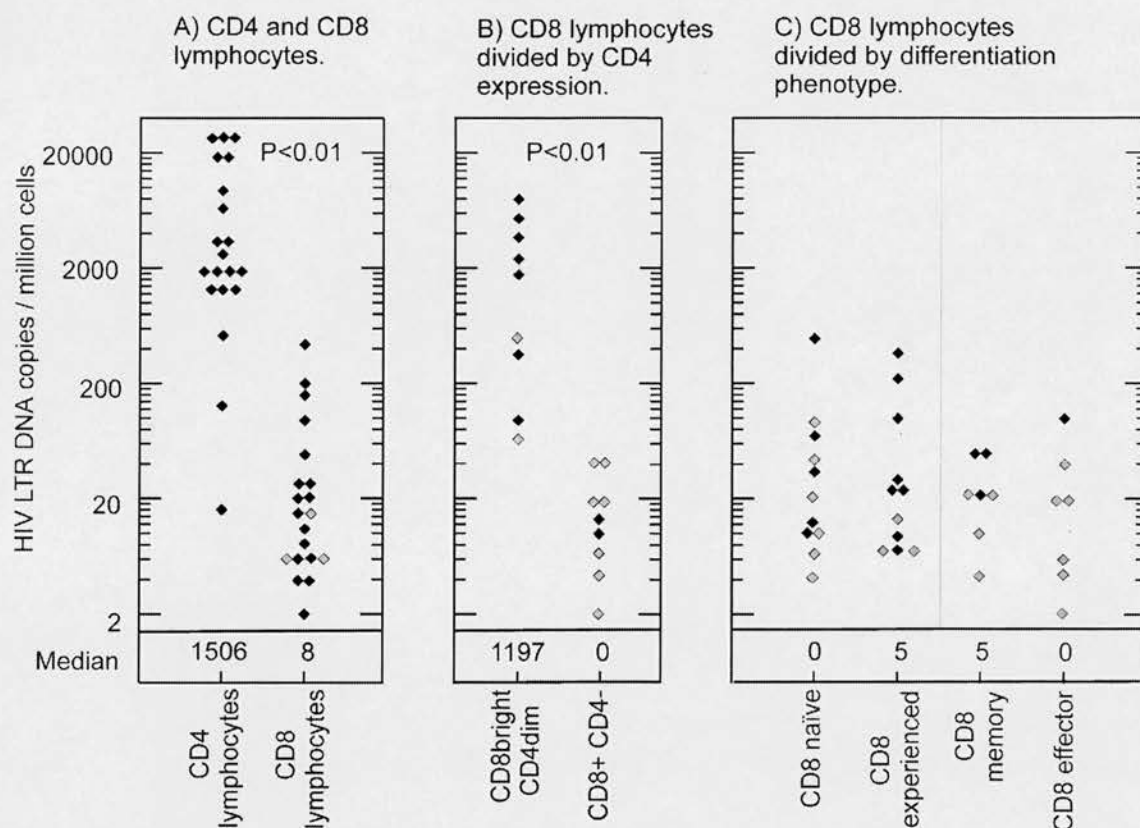 A) CD4 and CD8
lymphocytes.
B) CD8 lymphocytes
divided by CD4
expression.
C) CD8 lymphocytes
divided by differentiation
phenotype.
HIV LTR DNA copies / million cells
20000
2000
200
20
2
P<0.01
P<0.01
Median
1506
8
1197
0
0
5
5
0
CD4
lymphocytes
CD8
lymphocytes
CD8bright
CD4dim
CD8+ CD4-
CD8 naïve
CD8
experienced
CD8
memory
CD8 effector